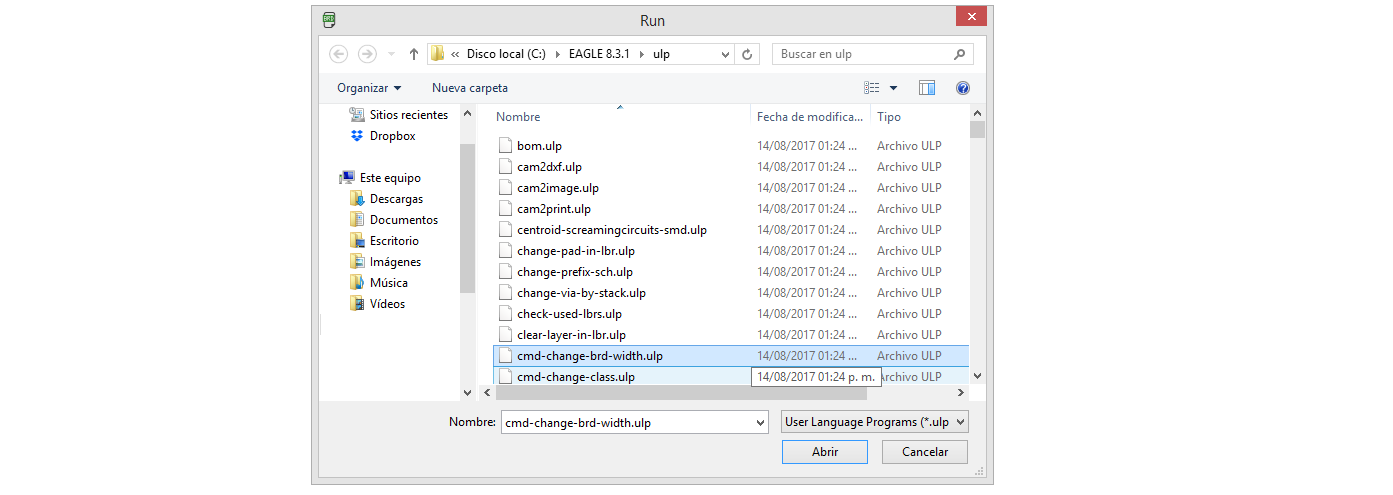 BRD
Run
« Disco local (C:) EAGLE 8.3.1 ulp
Buscar en ulp
Organizar Nueva carpeta
Sitios recientes
Dropbox
Este equipo
Descargas
Documentos
Escritorio
Imágenes
Música
Vídeos
Nombre Fecha de modifica... Tipo
bom.ulp 14/08/2017 01:24 ... Archivo ULP
cam2dxf.ulp 14/08/2017 01:24 ... Archivo ULP
cam2image.ulp 14/08/2017 01:24 ... Archivo ULP
cam2print.ulp 14/08/2017 01:24 ... Archivo ULP
centroid-screamingcircuits-smd.ulp 14/08/2017 01:24 ... Archivo ULP
change-pad-in-lbr.ulp 14/08/2017 01:24 ... Archivo ULP
change-prefix-sch.ulp 14/08/2017 01:24 ... Archivo ULP
change-via-by-stack.ulp 14/08/2017 01:24 ... Archivo ULP
check-used-lbrs.ulp 14/08/2017 01:24 ... Archivo ULP
clear-layer-in-lbr.ulp 14/08/2017 01:24 ... Archivo ULP
cmd-change-brd-width.ulp 14/08/2017 01:24 ... Archivo ULP
cmd-change-class.ulp 14/08/2017 01:24 p. m. Archivo ULP
Nombre: cmd-change-brd-width.ulp User Language Programs (*.ulp
Abrir Cancelar